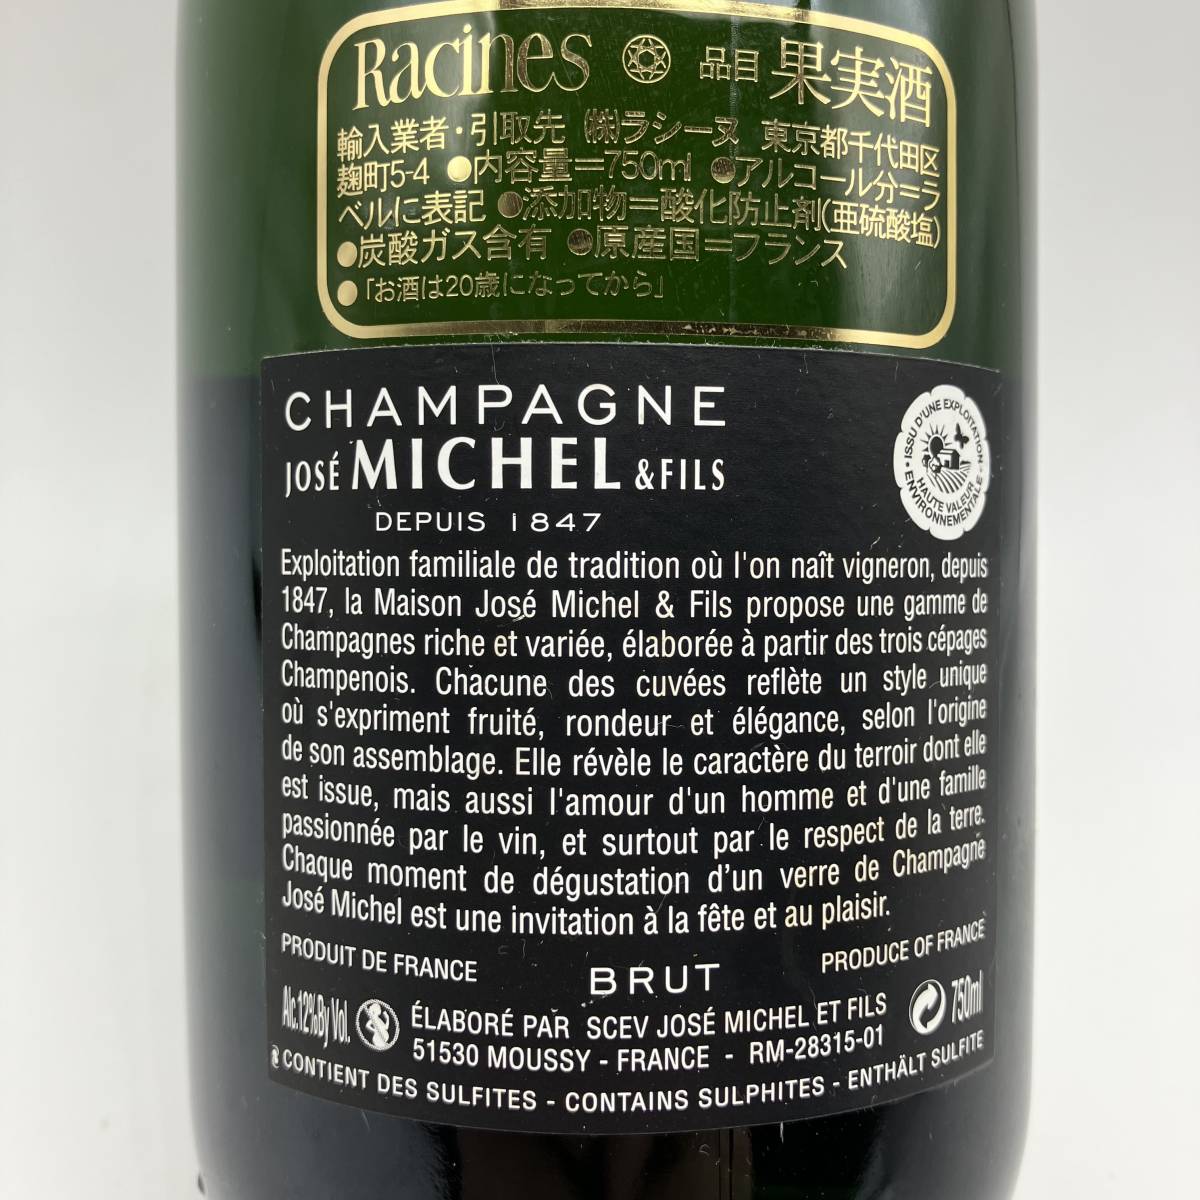 Racines 品目 果実酒
輸入業者・引取先 ㈱ラシーヌ 東京都千代田区
麹町5-4 ●内容量=750ml ●アルコール分=ラ
ベルに表記 ●添加物=酸化防止剤(亜硫酸塩)
●炭酸ガス含有 ●原産国=フランス
●「お酒は20歳になってから」
CHAMPAGNE
JOSÉ MICHEL & FILS
DEPUIS 1847
• ISSU D'UNE EXPLOITATION •
HAUTE VALEUR
ENVIRONNEMENTALE
Exploitation familiale de tradition où l'on naît vigneron, depuis
1847, la Maison José Michel & Fils propose une gamme de
Champagnes riche et variée, élaborée à partir des trois cépages
Champenois. Chacune des cuvées reflète un style unique
où s'expriment fruité, rondeur et élégance, selon l'origine
de son assemblage. Elle révèle le caractère du terroir dont elle
est issue, mais aussi l'amour d'un homme et d'une famille
passionnée par le vin, et surtout par le respect de la terre.
Chaque moment de dégustation d'un verre de Champagne
José Michel est une invitation à la fête et au plaisir.
PRODUIT DE FRANCE BRUT PRODUCE OF FRANCE
Alc.12%By Vol. ÉLABORÉ PAR SCEV JOSÉ MICHEL ET FILS 750ml
51530 MOUSSY - FRANCE - RM-28315-01
CONTIENT DES SULFITES - CONTAINS SULPHITES - ENTHÄLT SULFITE